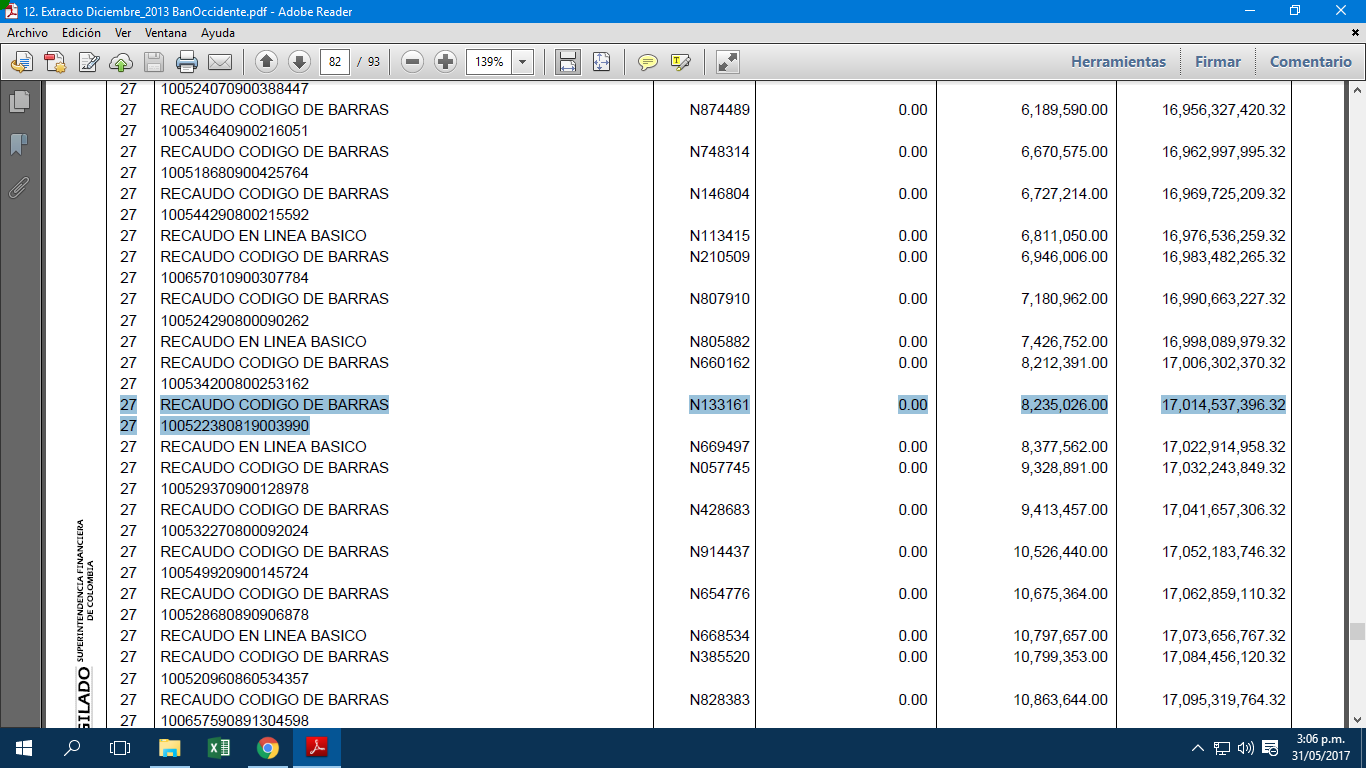 12. Extracto Diciembre_2013 BanOccidente.pdf - Adobe Reader
Archivo Edición Ver Ventana Ayuda
82 / 93 139% Herramientas Firmar Comentario
27 100524070900388447
27 RECAUDO CODIGO DE BARRAS N874489 0.00 6,189,590.00 16,956,327,420.32
27 100534640900216051
27 RECAUDO CODIGO DE BARRAS N748314 0.00 6,670,575.00 16,962,997,995.32
27 100518680900425764
27 RECAUDO CODIGO DE BARRAS N146804 0.00 6,727,214.00 16,969,725,209.32
27 100544290800215592
27 RECAUDO EN LINEA BASICO N113415 0.00 6,811,050.00 16,976,536,259.32
27 RECAUDO CODIGO DE BARRAS N210509 0.00 6,946,006.00 16,983,482,265.32
27 100657010900307784
27 RECAUDO CODIGO DE BARRAS N807910 0.00 7,180,962.00 16,990,663,227.32
27 100524290800090262
27 RECAUDO EN LINEA BASICO N805882 0.00 7,426,752.00 16,998,089,979.32
27 RECAUDO CODIGO DE BARRAS N660162 0.00 8,212,391.00 17,006,302,370.32
27 100534200800253162
27 RECAUDO CODIGO DE BARRAS N133161 0.00 8,235,026.00 17,014,537,396.32
27 100522380819003990
27 RECAUDO EN LINEA BASICO N669497 0.00 8,377,562.00 17,022,914,958.32
27 RECAUDO CODIGO DE BARRAS N057745 0.00 9,328,891.00 17,032,243,849.32
27 100529370900128978
27 RECAUDO CODIGO DE BARRAS N428683 0.00 9,413,457.00 17,041,657,306.32
27 100532270800092024
27 RECAUDO CODIGO DE BARRAS N914437 0.00 10,526,440.00 17,052,183,746.32
27 100549920900145724
27 RECAUDO CODIGO DE BARRAS N654776 0.00 10,675,364.00 17,062,859,110.32
27 100528680890906878
27 RECAUDO EN LINEA BASICO N668534 0.00 10,797,657.00 17,073,656,767.32
27 RECAUDO CODIGO DE BARRAS N385520 0.00 10,799,353.00 17,084,456,120.32
27 100520960860534357
27 RECAUDO CODIGO DE BARRAS N828383 0.00 10,863,644.00 17,095,319,764.32
27 100657590891304598
GILADO SUPERINTENDENCIA FINANCIERA
DE COLOMBIA
3:06 p.m.
31/05/2017